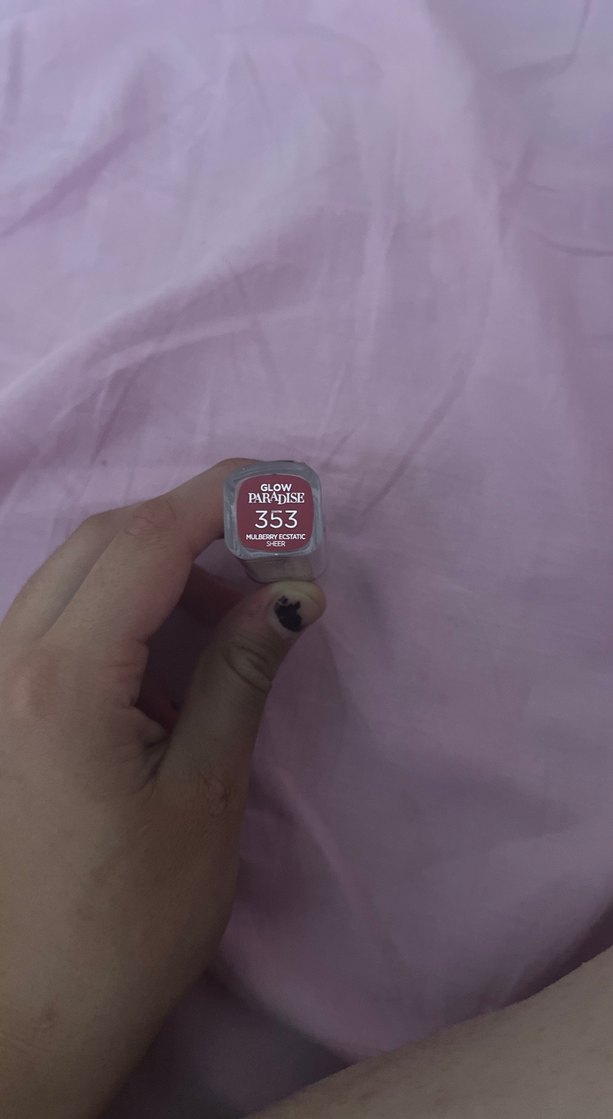 GLOW
PARADISE
353
MULBERRY ECSTATIC
SHEER